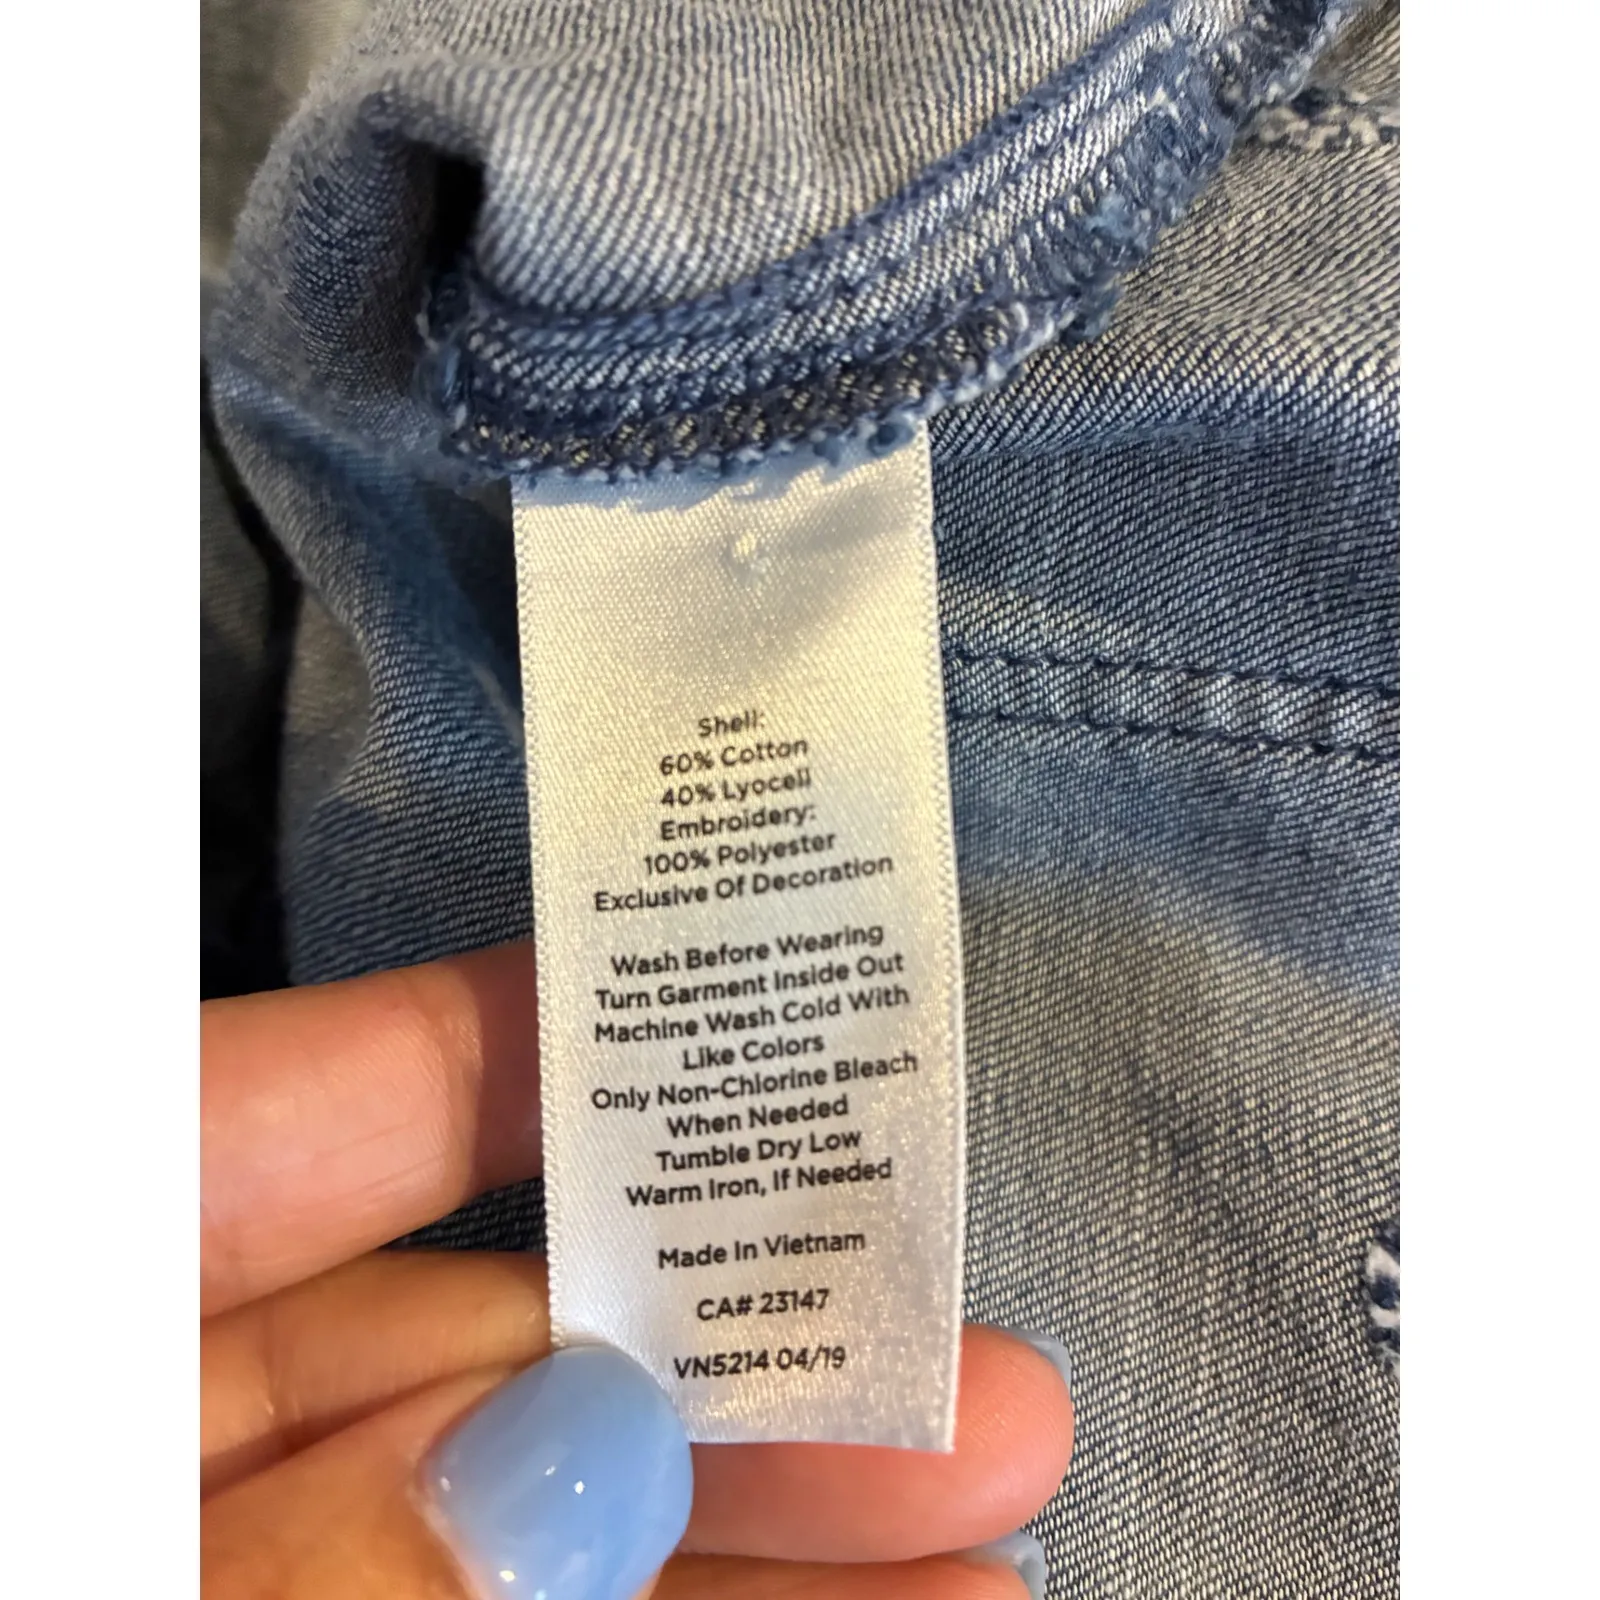 Shell:
60% Cotton
40% Lyocell
Embroidery:
100% Polyester
Exclusive Of Decoration
Wash Before Wearing
Turn Garment Inside Out
Machine Wash Cold With
Like Colors
Only Non-Chlorine Bleach
When Needed
Tumble Dry Low
Warm Iron, If Needed
Made In Vietnam
CA# 23147
VN5214 04/19